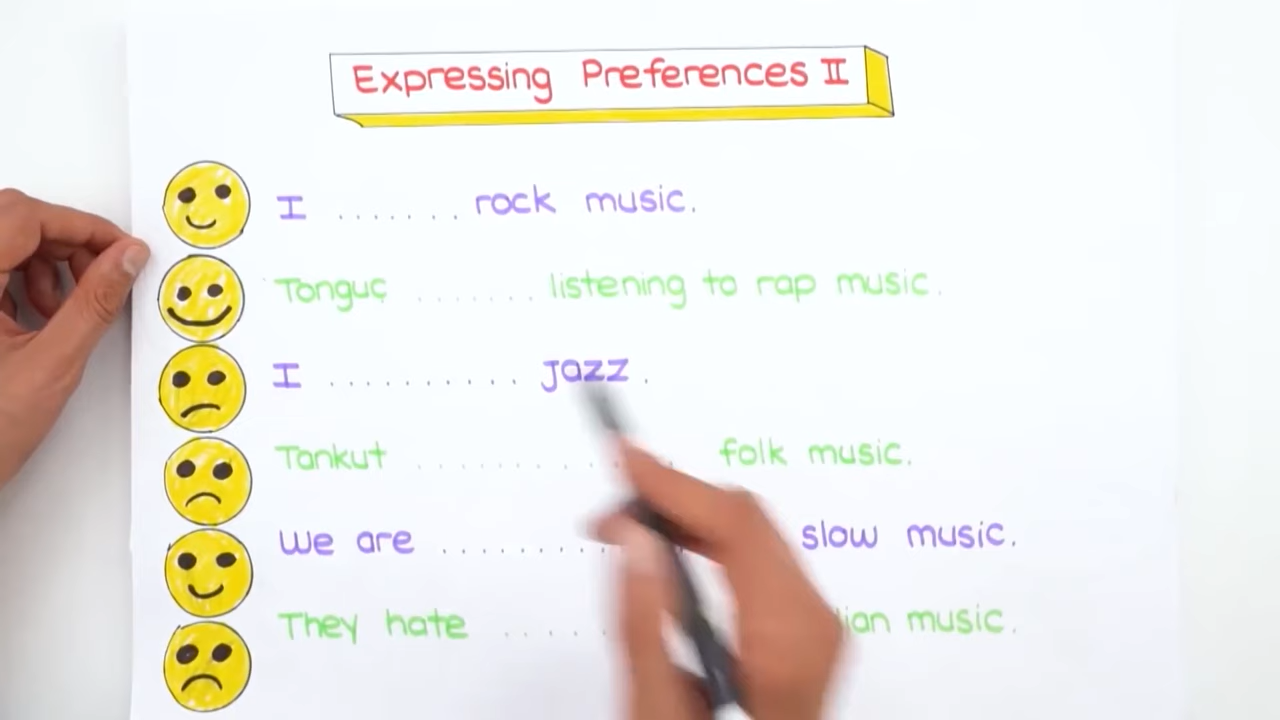 Expressing Preferences II
I ....... rock music.
Tonguç ....... listening to rap music.
I .......... jazz.
Tankut .......... folk music.
We are .......... slow music.
They hate ..... music.